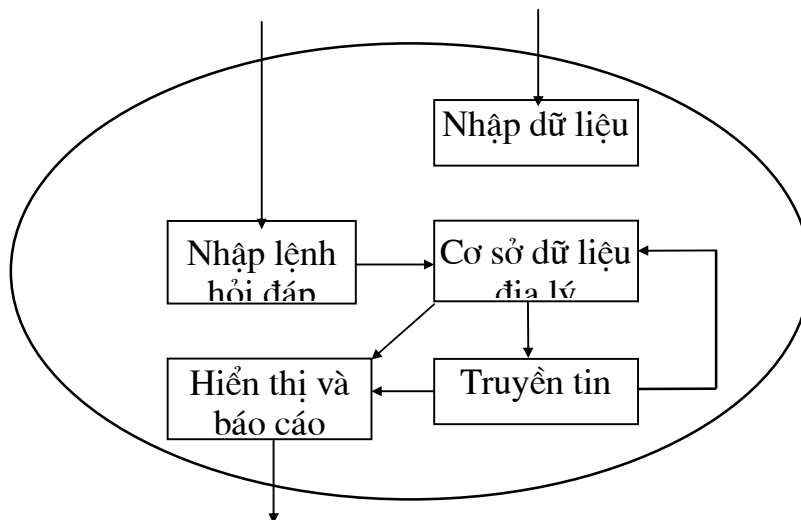 Nhập dữ liệu
Nhập lệnh
hỏi đáp
Cơ sở dữ liệu
địa lý
Hiển thị và
báo cáo
Truyền tin